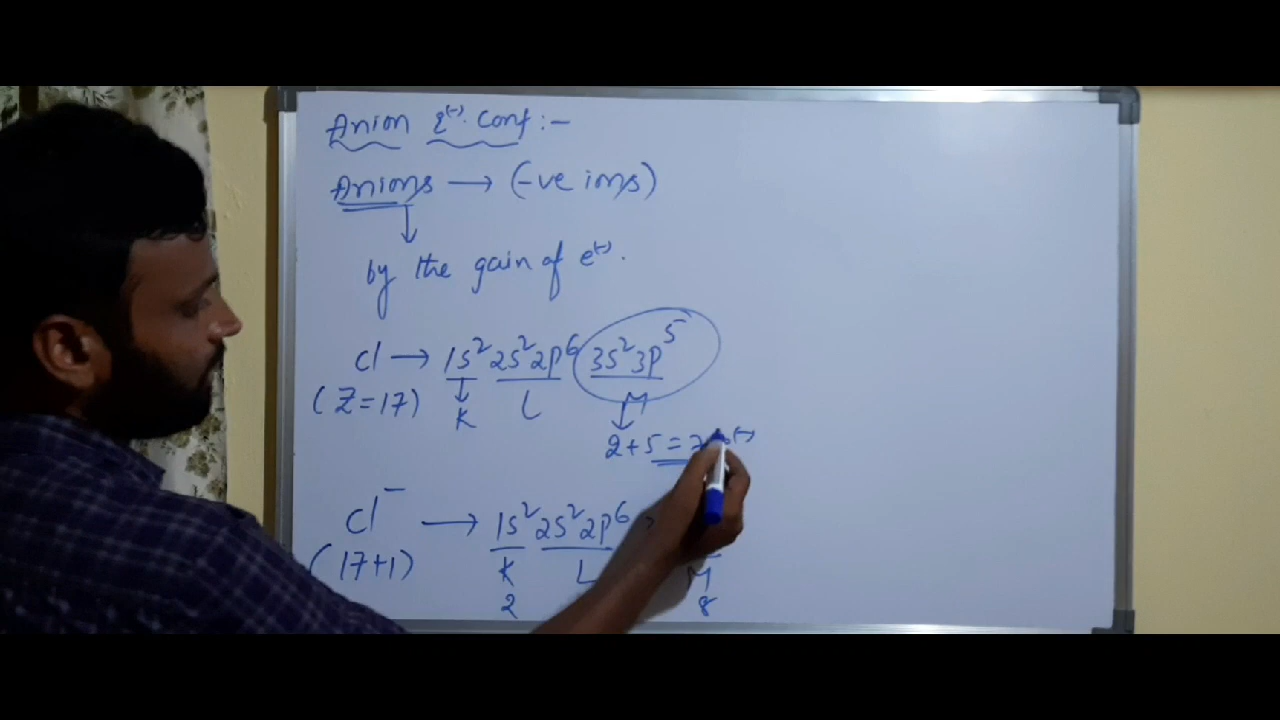 Anion e(-). conf :-
Anions → (-ve ions)
↓
by the gain of e(-).
Cl → 1s² 2s² 2p⁶ 3s² 3p⁵
(Z=17) K L M
2+5=7 (-)
Cl⁻ → 1s² 2s² 2p⁶
(17+1) K L M
2 8